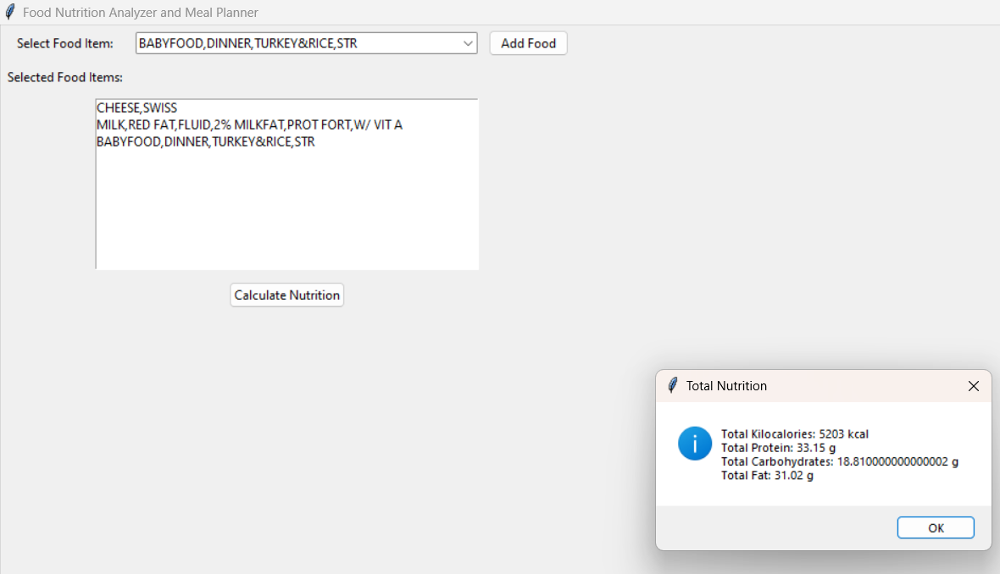 Food Nutrition Analyzer and Meal Planner
Select Food Item:
BABYFOOD,DINNER,TURKEY&RICE,STR
Add Food
Selected Food Items:
CHEESE,SWISS
MILK,RED FAT,FLUID,2% MILKFAT,PROT FORT,W/ VIT A
BABYFOOD,DINNER,TURKEY&RICE,STR
Calculate Nutrition
Total Nutrition
Total Kilocalories: 5203 kcal
Total Protein: 33.15 g
Total Carbohydrates: 18.810000000000002 g
Total Fat: 31.02 g
OK